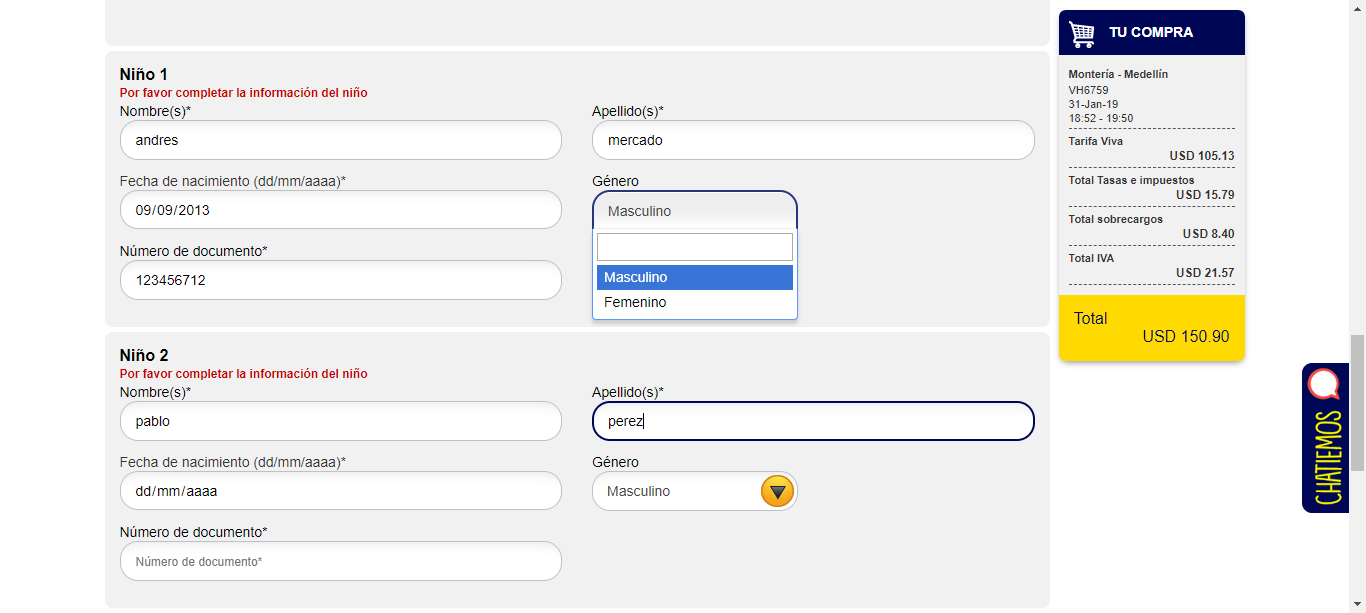 Niño 1
Por favor completar la información del niño
Nombre(s)*
Apellido(s)*
andres
mercado
Fecha de nacimiento (dd/mm/aaaa)*
Género
09/09/2013
Masculino
Número de documento*
123456712
Masculino
Femenino
Niño 2
Por favor completar la información del niño
Nombre(s)*
Apellido(s)*
pablo
perez
Fecha de nacimiento (dd/mm/aaaa)*
Género
dd/mm/aaaa
Masculino
Número de documento*
Número de documento*
TU COMPRA
Montería - Medellín
VH6759
31-Jan-19
18:52 - 19:50
Tarifa Viva
USD 105.13
Total Tasas e impuestos
USD 15.79
Total sobrecargos
USD 8.40
Total IVA
USD 21.57
Total
USD 150.90
CHATIEMOS